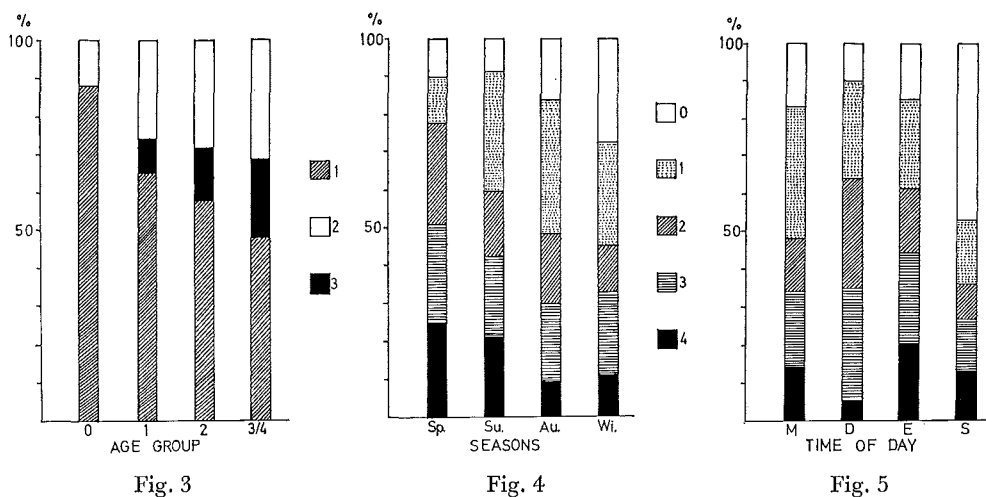 %
100
50
0
1
2
3/4
AGE GROUP
1
2
3
Fig. 3
%
100
50
Sp.
Su.
Au.
Wi.
SEASONS
0
1
2
3
4
Fig. 4
%
100
50
M
D
E
S
TIME OF DAY
Fig. 5